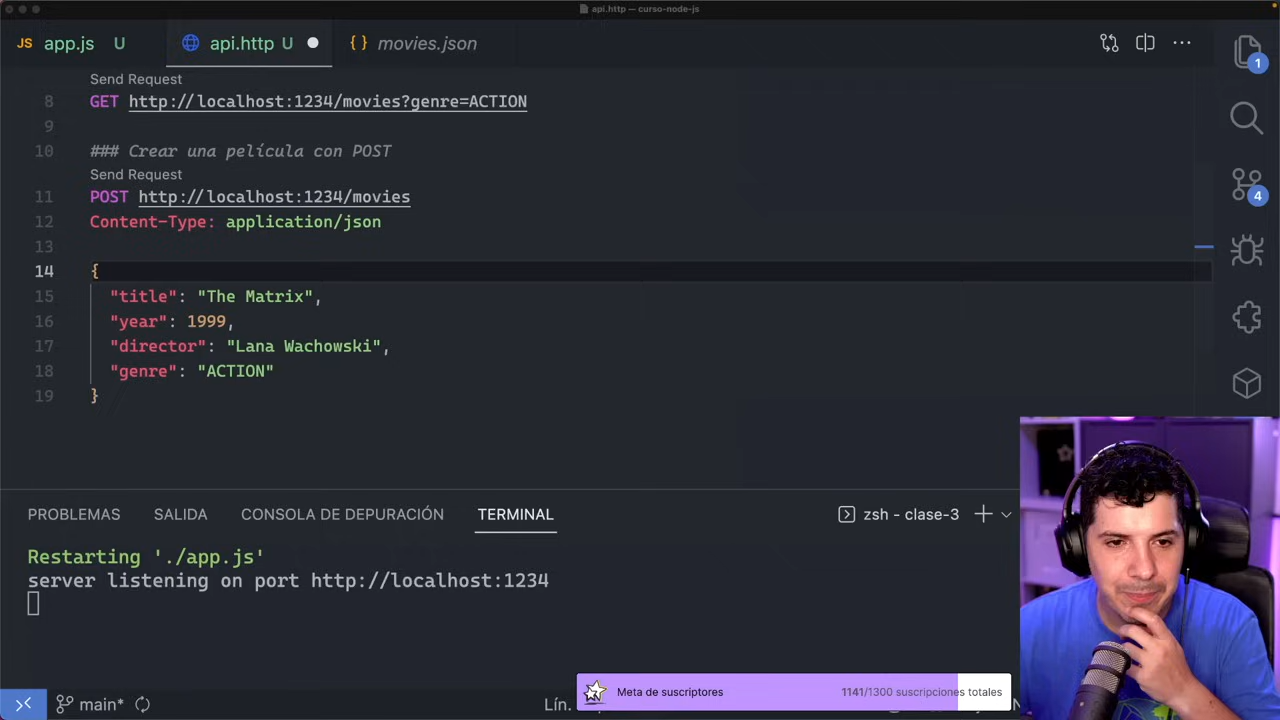 api.http — curso-node-js
JS app.js U
api.http U
{ } movies.json
Send Request
8 GET http://localhost:1234/movies?genre=ACTION
9
10 ### Crear una película con POST
Send Request
11 POST http://localhost:1234/movies
12 Content-Type: application/json
13
14 {
15 "title": "The Matrix",
16 "year": 1999,
17 "director": "Lana Wachowski",
18 "genre": "ACTION"
19 }
1
4
PROBLEMAS SALIDA CONSOLA DE DEPURACIÓN TERMINAL
zsh - clase-3
Restarting './app.js'
server listening on port http://localhost:1234
main*
Lín.
Meta de suscriptores 1141/1300 suscripciones totales